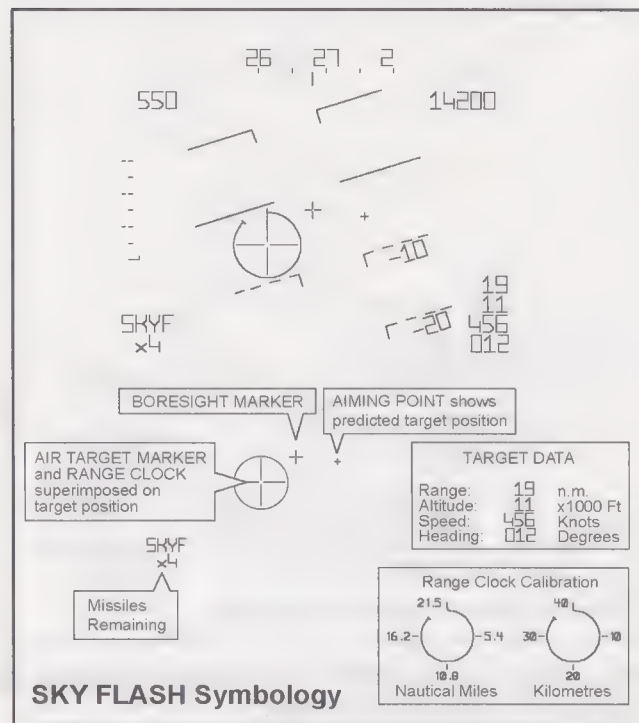 26 27 2
550
14200
-10
-20
19
11
456
012
SKYF
x4
BORESIGHT MARKER
AIMING POINT shows
predicted target position
AIR TARGET MARKER
and RANGE CLOCK
superimposed on
target position
TARGET DATA
Range: 19 n.m.
Altitude: 11 x1000 Ft
Speed: 456 Knots
Heading: 012 Degrees
SKYF
x4
Missiles
Remaining
Range Clock Calibration
21.5 40
16.2 5.4 30 10
10.8 20
Nautical Miles Kilometres
SKY FLASH Symbology